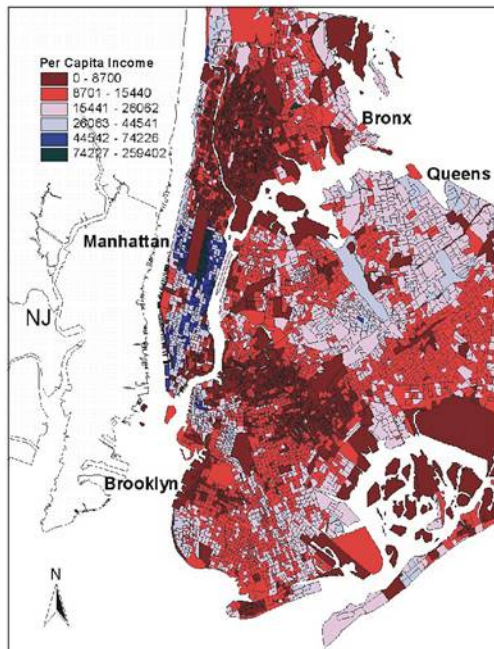 Per Capita Income
0 - 8700
8701 - 15440
15441 - 26062
26063 - 44541
44542 - 74226
74227 - 259402
Bronx
Queens
Manhattan
NJ
Brooklyn
N